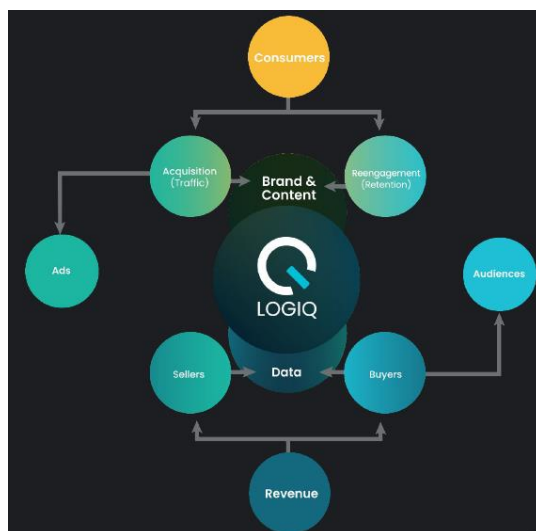 Consumers
Acquisition
(Traffic)
Brand &
Content
Reengagement
(Retention)
Ads
LOGIQ
Audiences
Sellers
Data
Buyers
Revenue